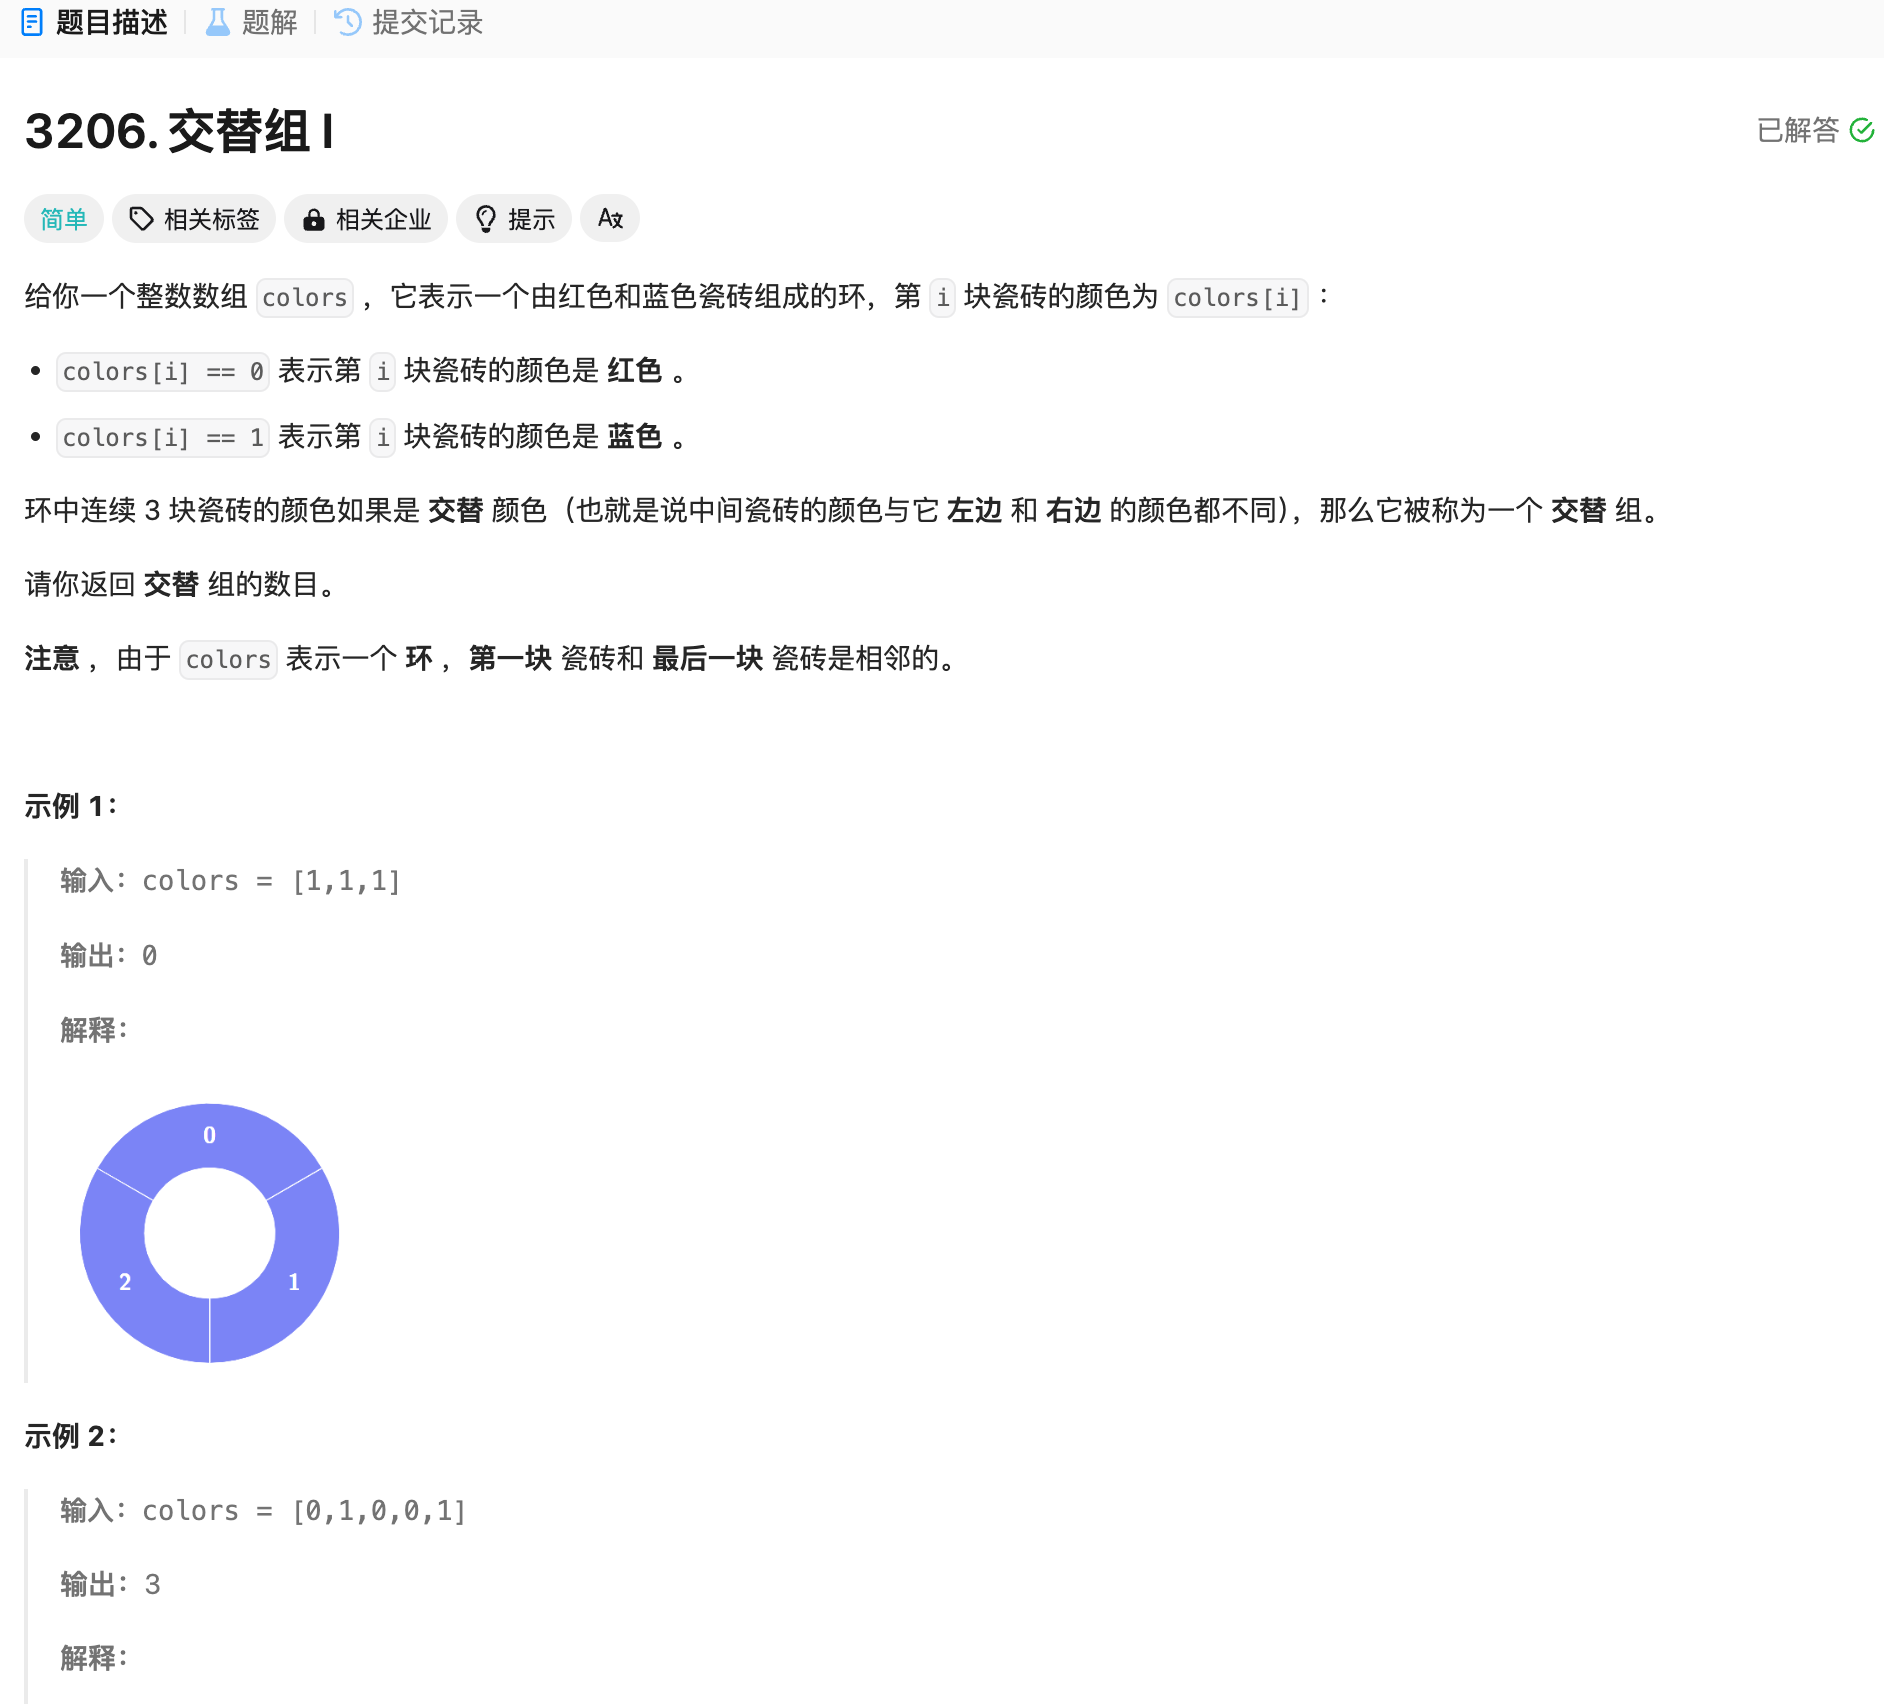 题目描述 题解 提交记录
3206. 交替组 I
已解答
简单 相关标签 相关企业 提示
给你一个整数数组 colors ，它表示一个由红色和蓝色瓷砖组成的环，第 i 块瓷砖的颜色为 colors[i] ：
• colors[i] == 0 表示第 i 块瓷砖的颜色是 红色 。
• colors[i] == 1 表示第 i 块瓷砖的颜色是 蓝色 。
环中连续 3 块瓷砖的颜色如果是 交替 颜色（也就是说中间瓷砖的颜色与它 左边 和 右边 的颜色都不同），那么它被称为一个 交替 组。
请你返回 交替 组的数目。
注意 ，由于 colors 表示一个 环 ，第一块 瓷砖和 最后一块 瓷砖是相邻的。
示例 1：
输入：colors = [1,1,1]
输出：0
解释：
0
2
1
示例 2：
输入：colors = [0,1,0,0,1]
输出：3
解释：